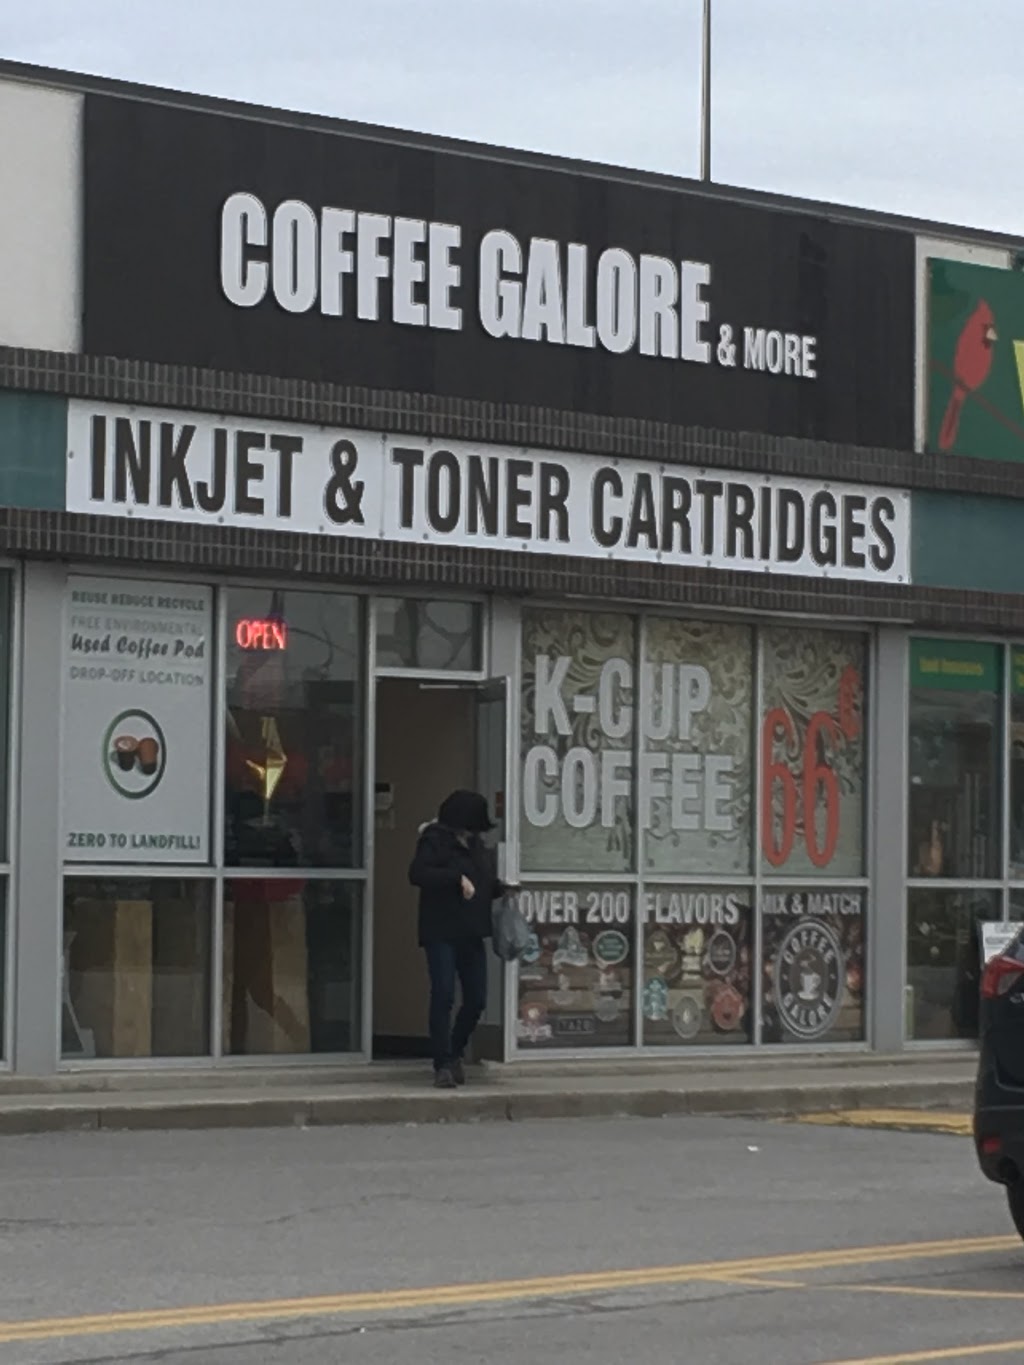 COFFEE GALORE & MORE
INKJET & TONER CARTRIDGES
REUSE REDUCE RECYCLE
FREE ENVIRONMENTAL
Used Coffee Pod
DROP-OFF LOCATION
ZERO TO LANDFILL!
OPEN
K-CUP
COFFEE
66¢
OVER 200 FLAVORS
MIX & MATCH
COFFEE
GALORE
TAZO